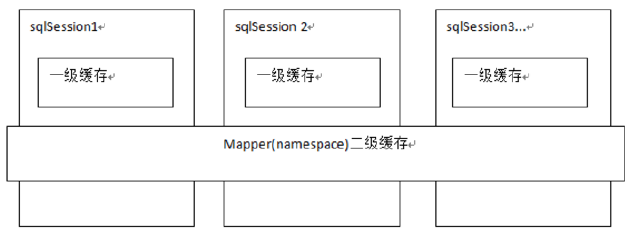 sqlSession1
sqlSession 2
sqlSession3...
一级缓存
一级缓存
一级缓存
Mapper(namespace)二级缓存